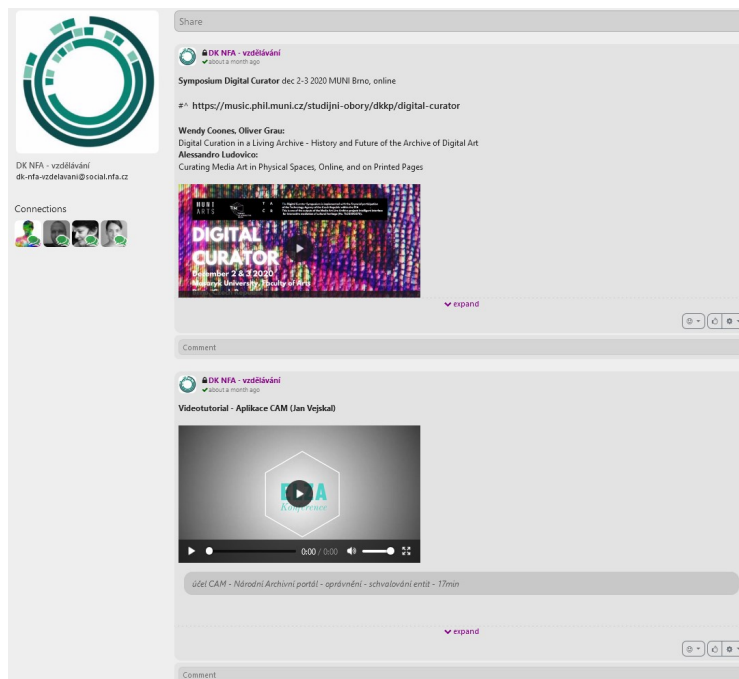 Share
DK NFA - vzdělávání
about a month ago
Symposium Digital Curator dec 2-3 2020 MUNI Brno, online
#^ https://music.phil.muni.cz/studijni-obory/dkkp/digital-curator
Wendy Coones, Oliver Grau:
Digital Curation in a Living Archive - History and Future of the Archive of Digital Art
Alessandro Ludovico:
Curating Media Art in Physical Spaces, Online, and on Printed Pages
DK NFA - vzdělávání
dk-nfa-vzdelavani@social.nfa.cz
Connections
MUNI
ARTS
DIGITAL
CURATOR
December 2 & 3 2020
Masaryk University, Faculty of Arts
expand
Comment
DK NFA - vzdělávání
about a month ago
Videotutorial - Aplikace CAM (Jan Vejskal)
Konference
0:00 / 0:00
účel CAM - Národní Archivní portál - oprávnění - schvalování entit - 17min
expand
Comment